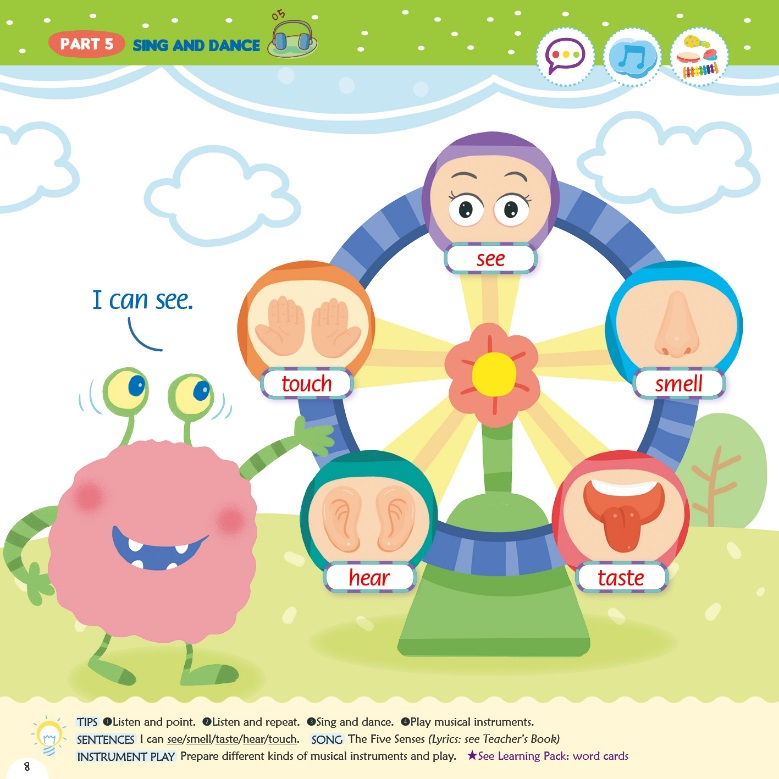 PART 5 SING AND DANCE 05
see
I can see.
touch
smell
hear
taste
TIPS ❶Listen and point. ❷Listen and repeat. ❸Sing and dance. ❹Play musical instruments.
SENTENCES I can see/smell/taste/hear/touch. SONG The Five Senses (Lyrics: see Teacher's Book)
INSTRUMENT PLAY Prepare different kinds of musical instruments and play. ★See Learning Pack: word cards
8